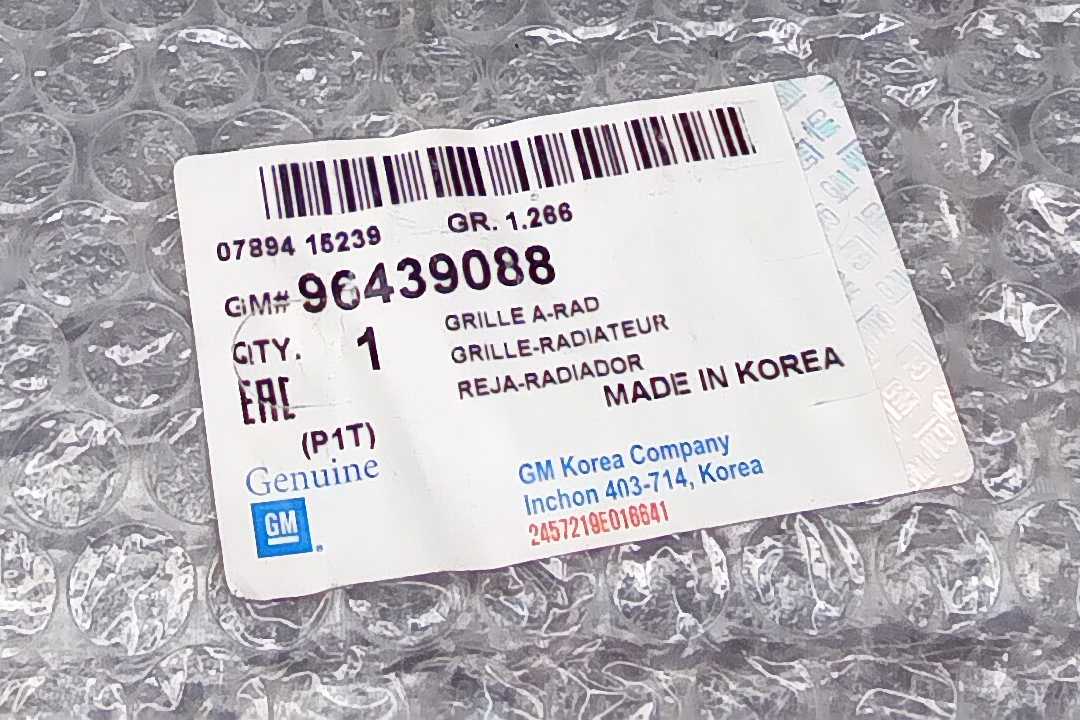 07894 15239 GR. 1.266
GM# 96439088
QTY. 1
GRILLE A-RAD
GRILLE-RADIATEUR
REJA-RADIADOR
EAC
MADE IN KOREA
(P1T)
Genuine
GM
GM Korea Company
Inchon 403-714, Korea
2457219E016641